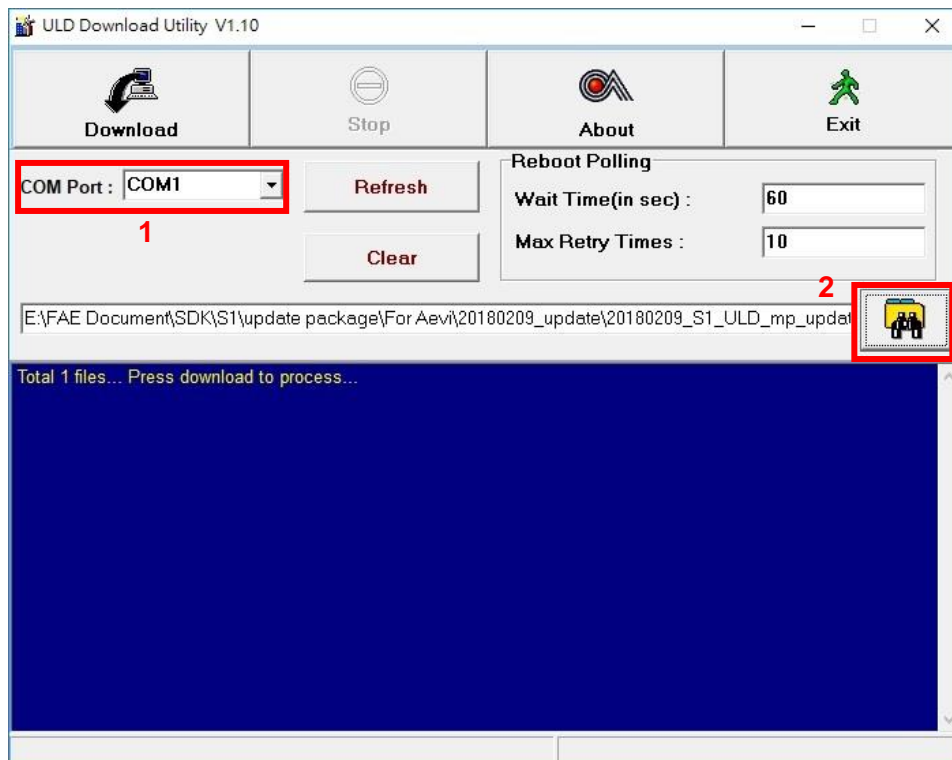 ULD Download Utility V1.10
Download
Stop
About
Exit
COM Port : COM1
1
Refresh
Clear
Reboot Polling
Wait Time(in sec) : 60
Max Retry Times : 10
2
E:\FAE Document\SDK\S1\update package\For Aevi\20180209_update\20180209_S1_ULD_mp_updat
Total 1 files... Press download to process...